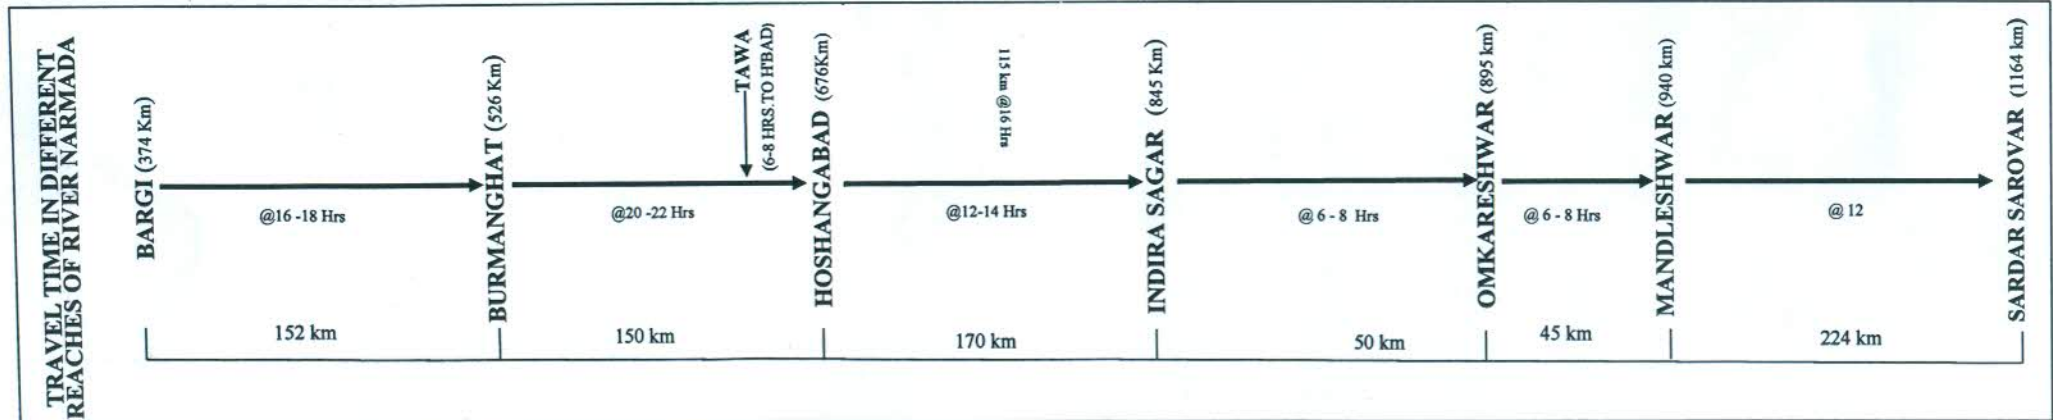 TRAVEL TIME IN DIFFERENT
REACHES OF RIVER NARMADA
BARGI (374 Km)
@16 -18 Hrs
BURMANGHAT (526 Km)
@20 -22 Hrs
TAWA
(6-8 HRS.TO H'BAD)
HOSHANGABAD (676Km)
115 km @16 Hrs
@12-14 Hrs
INDIRA SAGAR (845 Km)
@ 6 - 8 Hrs
OMKARESHWAR (895 km)
@ 6 - 8 Hrs
MANDLESHWAR (940 km)
@ 12
SARDAR SAROVAR (1164 km)
152 km
150 km
170 km
50 km
45 km
224 km